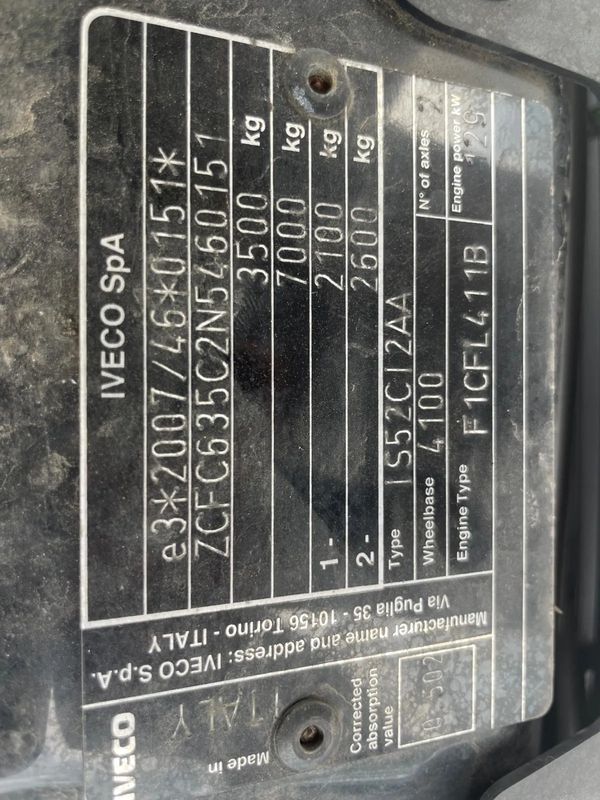 IVECO SpA
e3*2007/46*0151*
ZCFC635C2N5460151
3500 kg
7000 kg
1- 2100 kg
2- 2600 kg
Type IS52CI2AA
Wheelbase 4100 N° of axles 2
Engine Type F1CFL411B Engine power kW 129
Manufacturer name and address: IVECO S.p.A.
Via Puglia 35 - 10156 Torino - ITALY
IVECO
Made in ITALY
Corrected absorption value
502